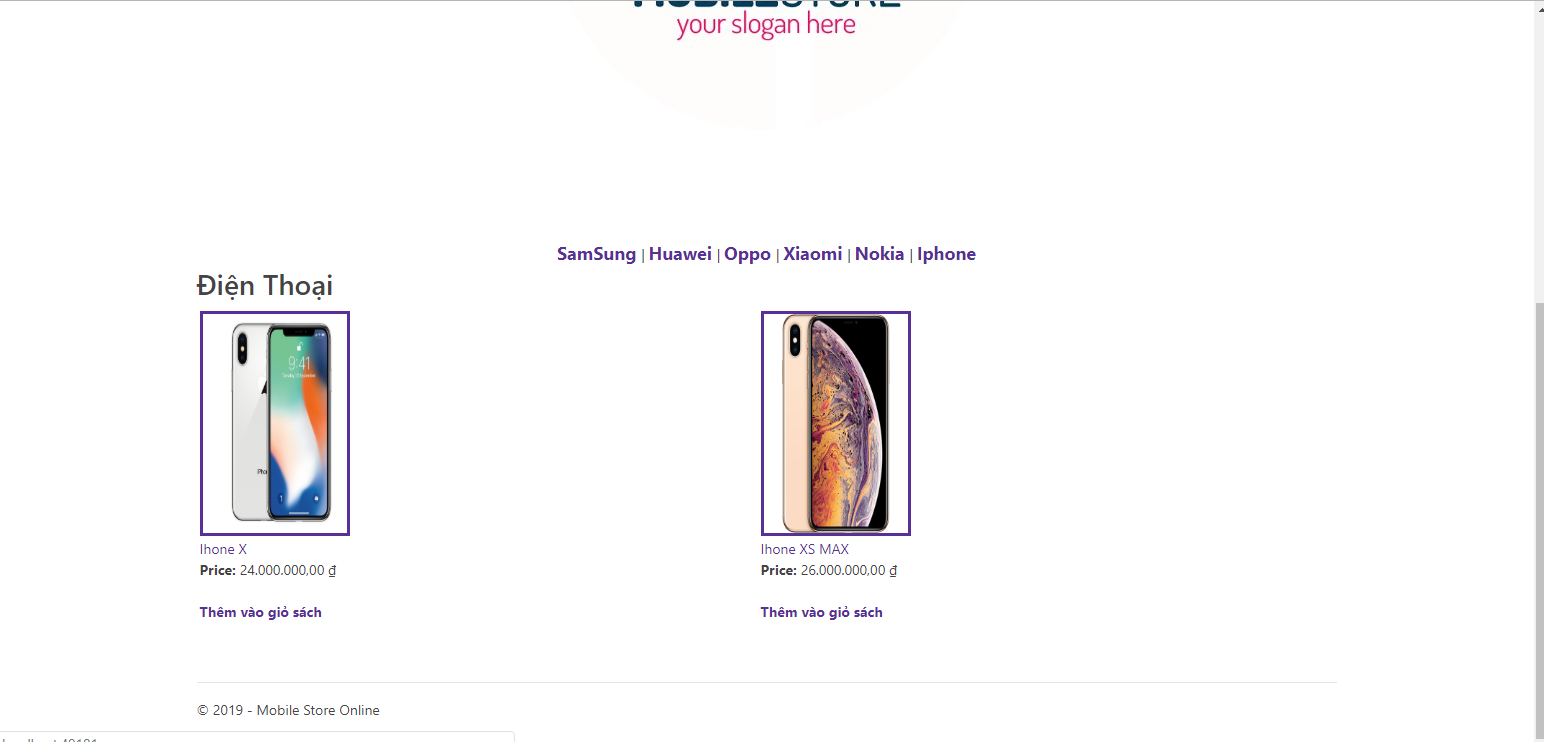 MOBILESTORE
your slogan here
SamSung | Huawei | Oppo | Xiaomi | Nokia | Iphone
Điện Thoại
9:41
Ihone X
Ihone XS MAX
Price: 24.000.000,00 ₫
Price: 26.000.000,00 ₫
Thêm vào giỏ sách
Thêm vào giỏ sách
© 2019 - Mobile Store Online